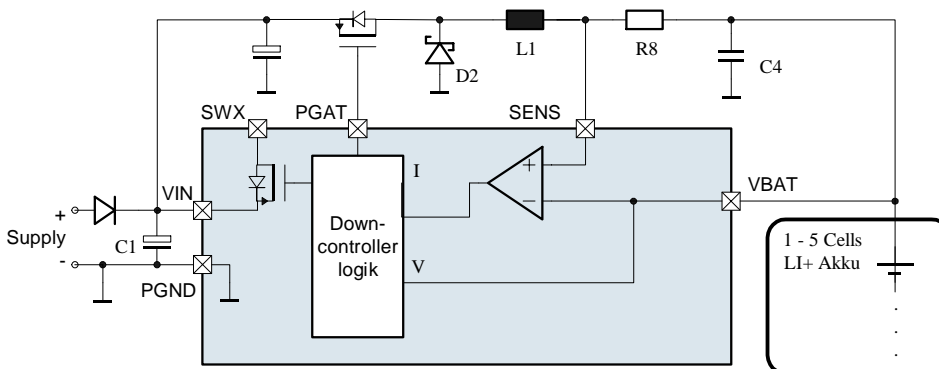 L1
R8
D2
C4
SWX
PGAT
SENS
I
+
−
VIN
VBAT
+
Supply
-
C1
Down-
controller
logik
V
PGND
1 - 5 Cells
LI+ Akku